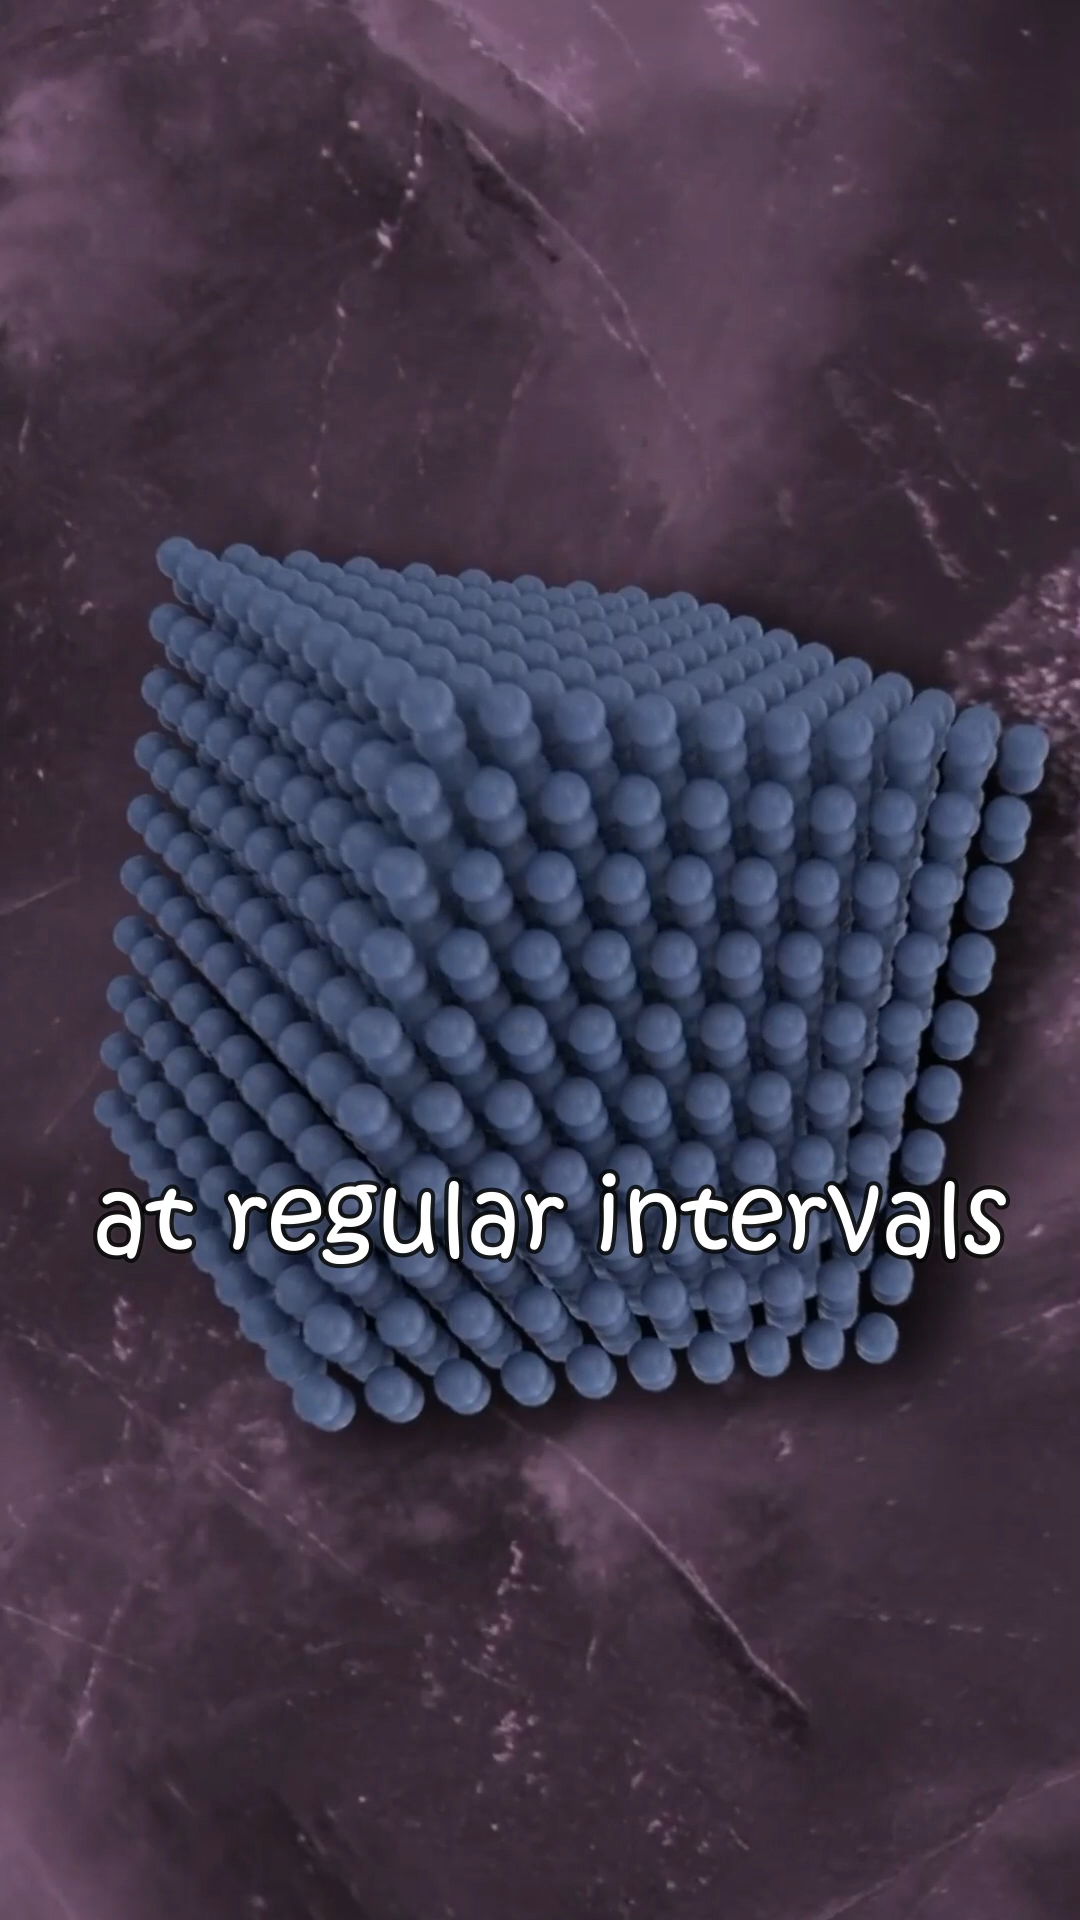 at regular intervals